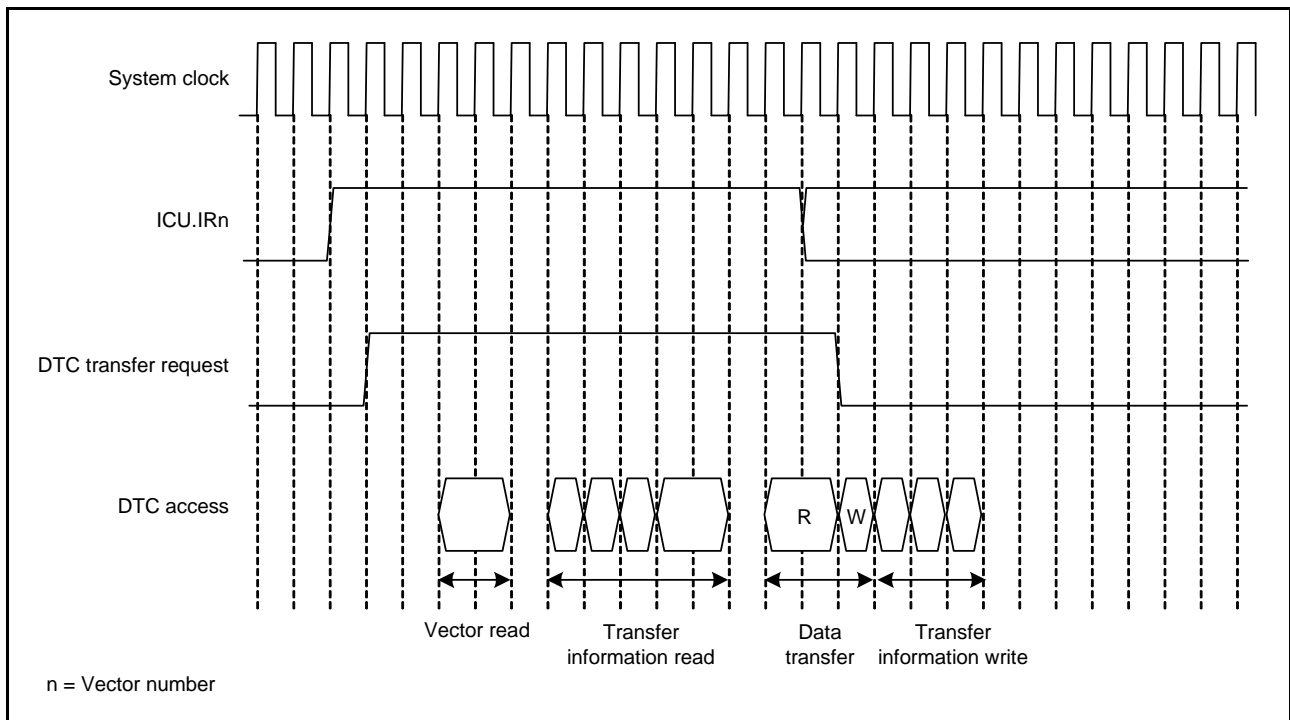 System clock
ICU.IRn
DTC transfer request
DTC access
R
W
Vector read
Transfer
information read
Data
transfer
Transfer
information write
n = Vector number